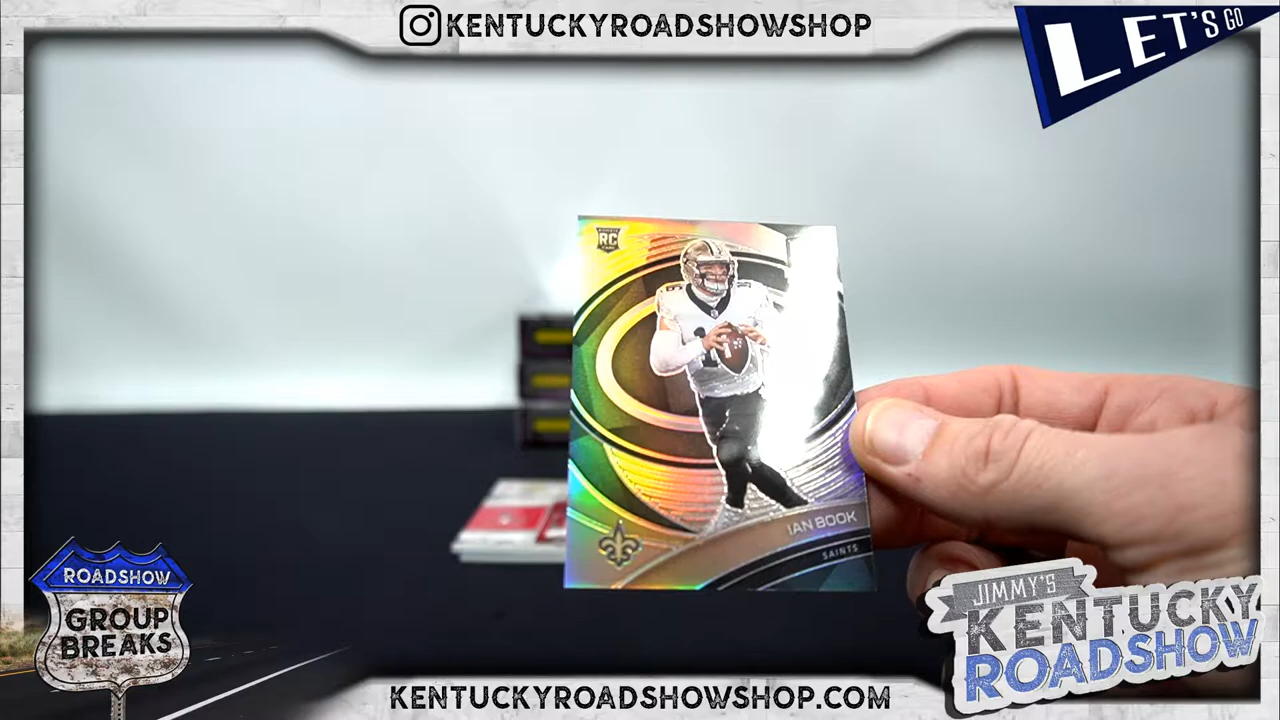 KENTUCKYROADSHOWSHOP
LET'S GO
RC
IAN BOOK
SAINTS
ROADSHOW
GROUP
BREAKS
JIMMY'S
KENTUCKY
ROADSHOW
KENTUCKYROADSHOWSHOP.COM